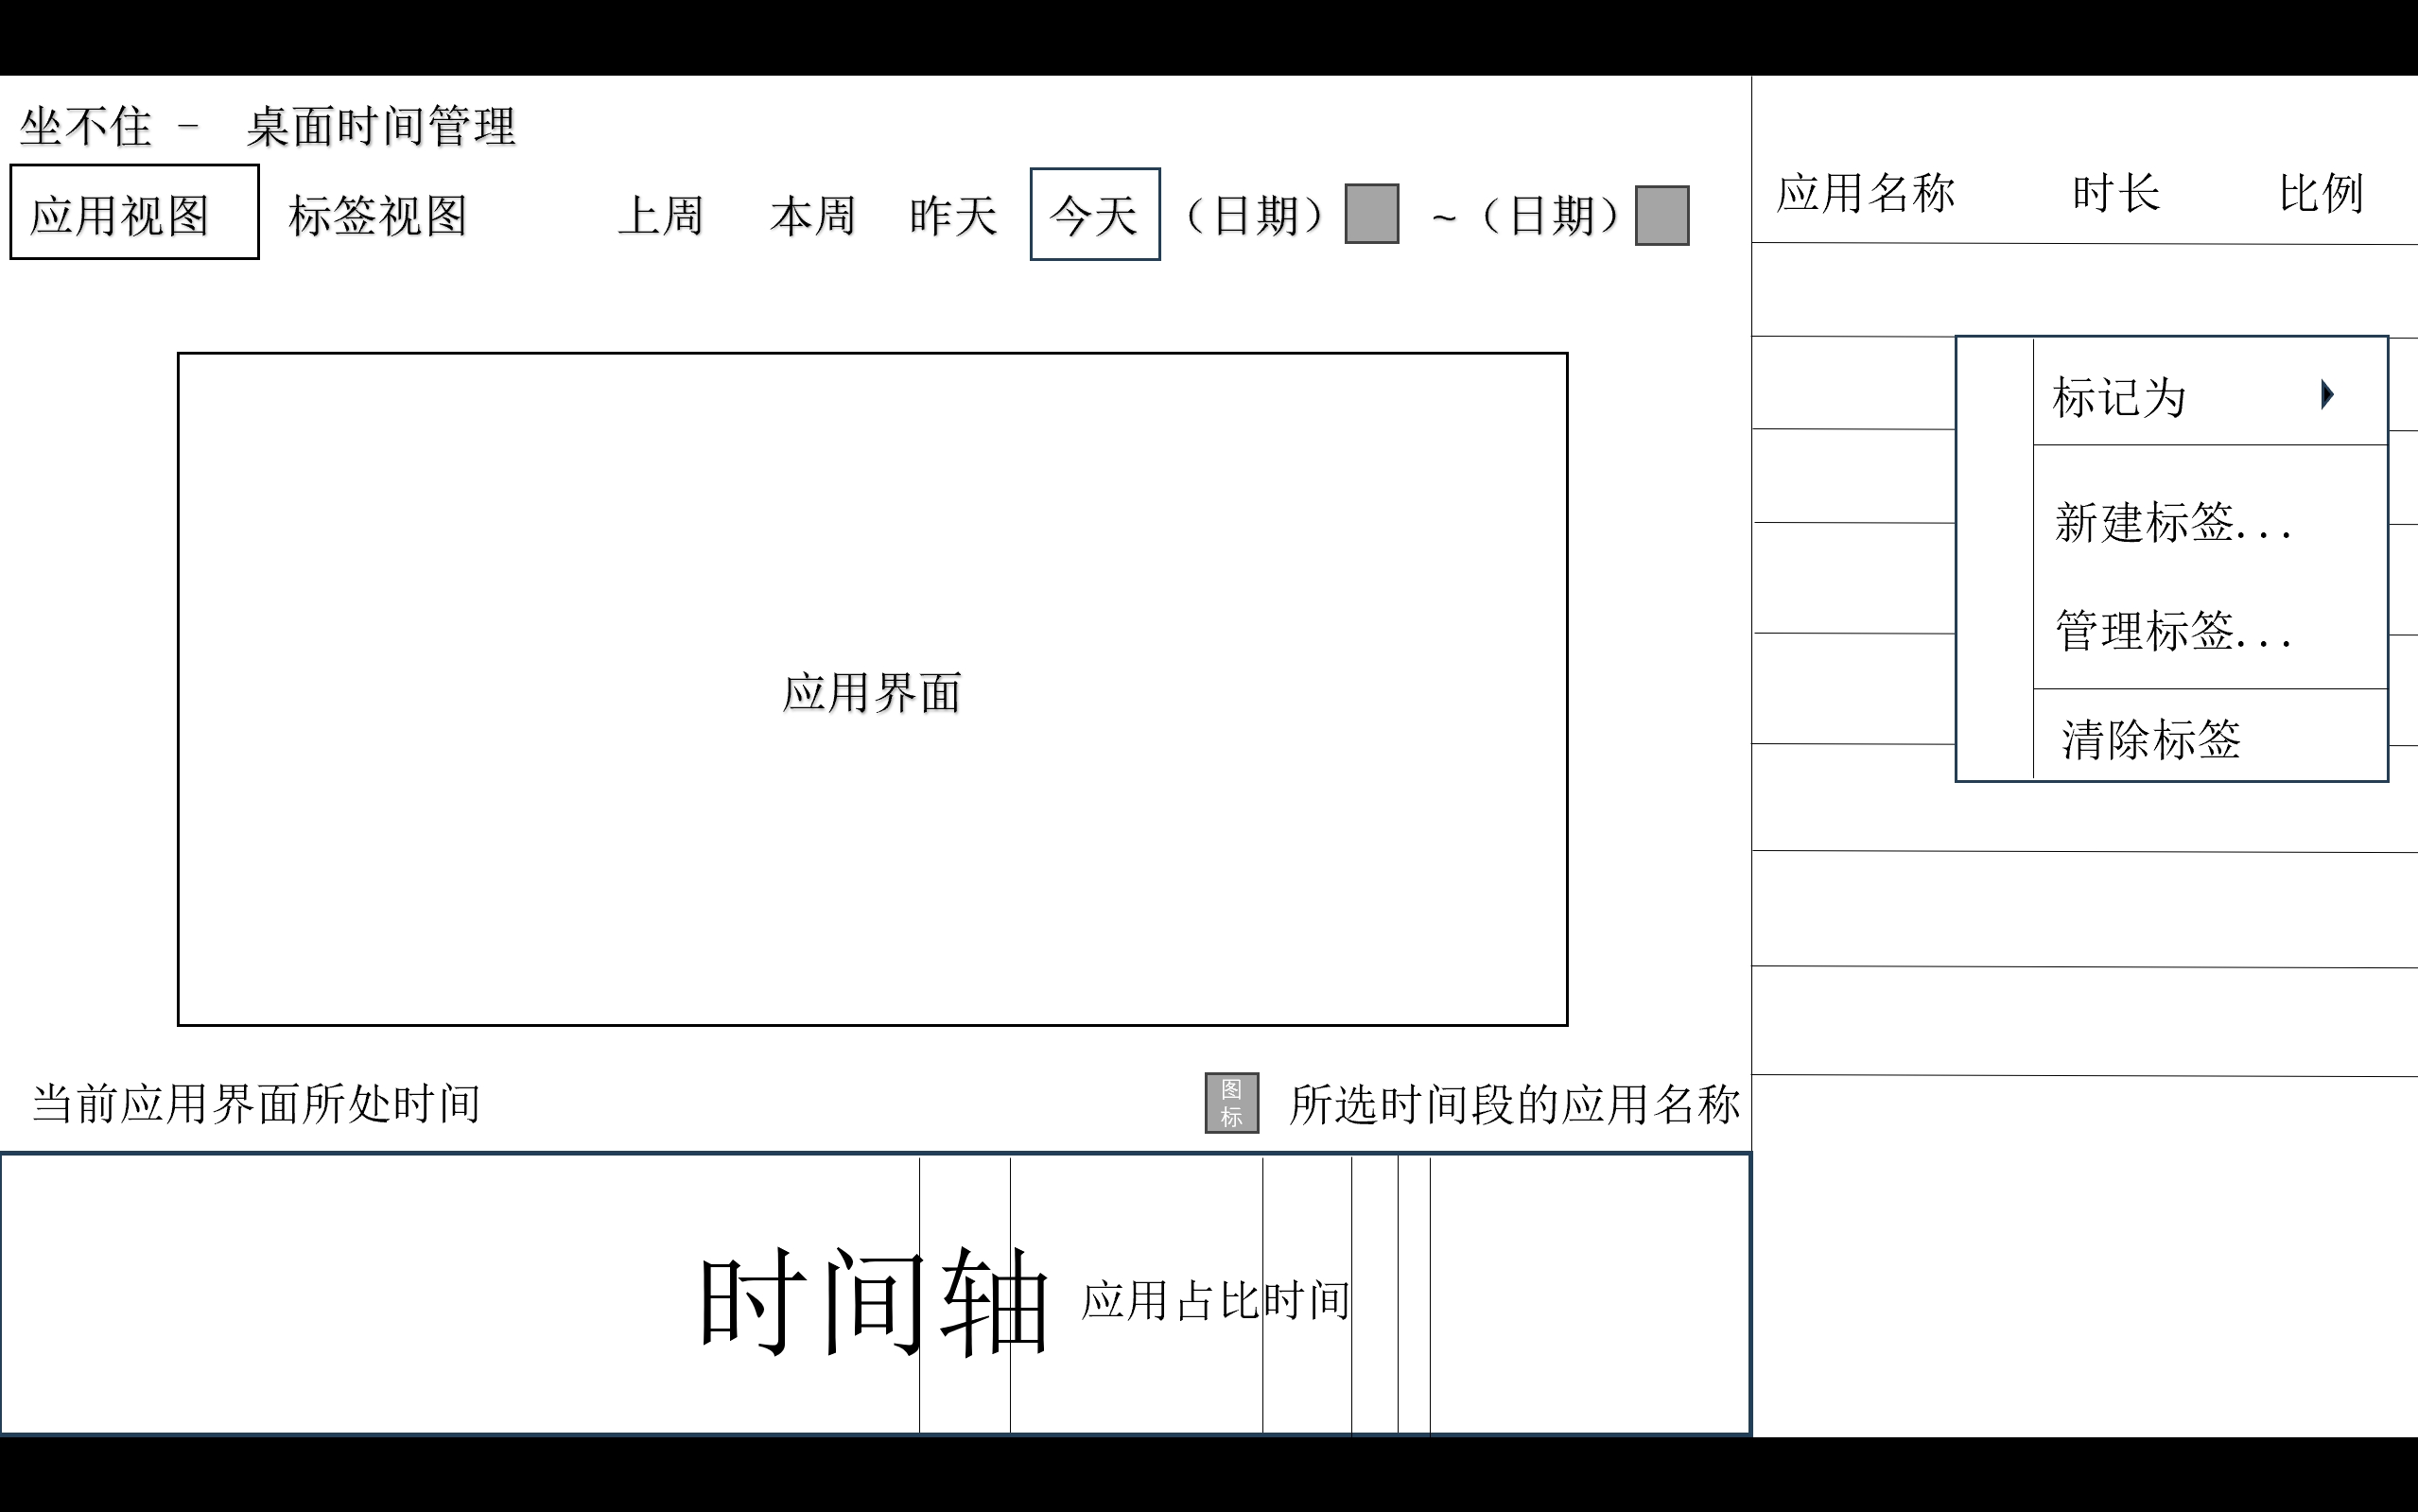 坐不住 － 桌面时间管理
应用视图 标签视图 上周 本周 昨天 今天 （日期） ～（日期）
应用名称 时长 比例
标记为
新建标签...
管理标签...
清除标签
应用界面
当前应用界面所处时间
图
标
所选时间段的应用名称
时间轴 应用占比时间